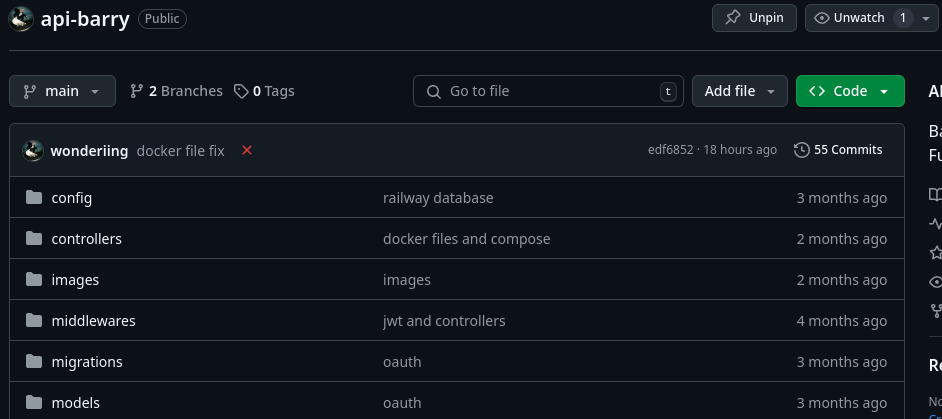 api-barry Public Unpin Unwatch 1
main 2 Branches 0 Tags Go to file t Add file Code
wonderiing docker file fix edf6852 · 18 hours ago 55 Commits
config railway database 3 months ago
controllers docker files and compose 2 months ago
images images 2 months ago
middlewares jwt and controllers 4 months ago
migrations oauth 3 months ago
models oauth 3 months ago